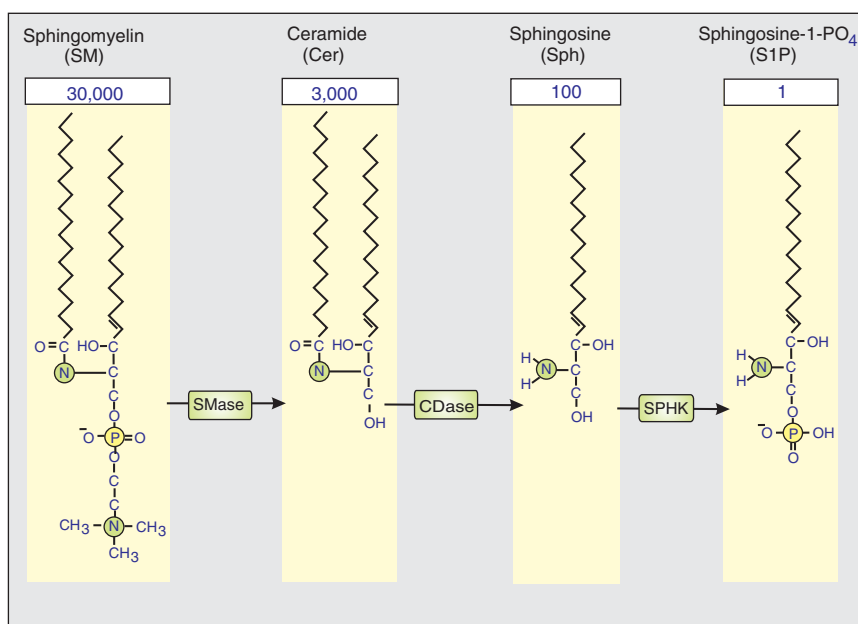 Sphingomyelin
(SM)
Ceramide
(Cer)
Sphingosine
(Sph)
Sphingosine-1-PO4
(S1P)
30,000
3,000
100
1
O=C HO-C
N C
C
O
-O-P=O
O
C
C
CH3-N-CH3
CH3
SMase
O=C HO-C
N C
C
OH
CDase
C-OH
H
N-C
H
C
OH
SPHK
C-OH
H
N-C
H
C
O
-O-P-OH
O